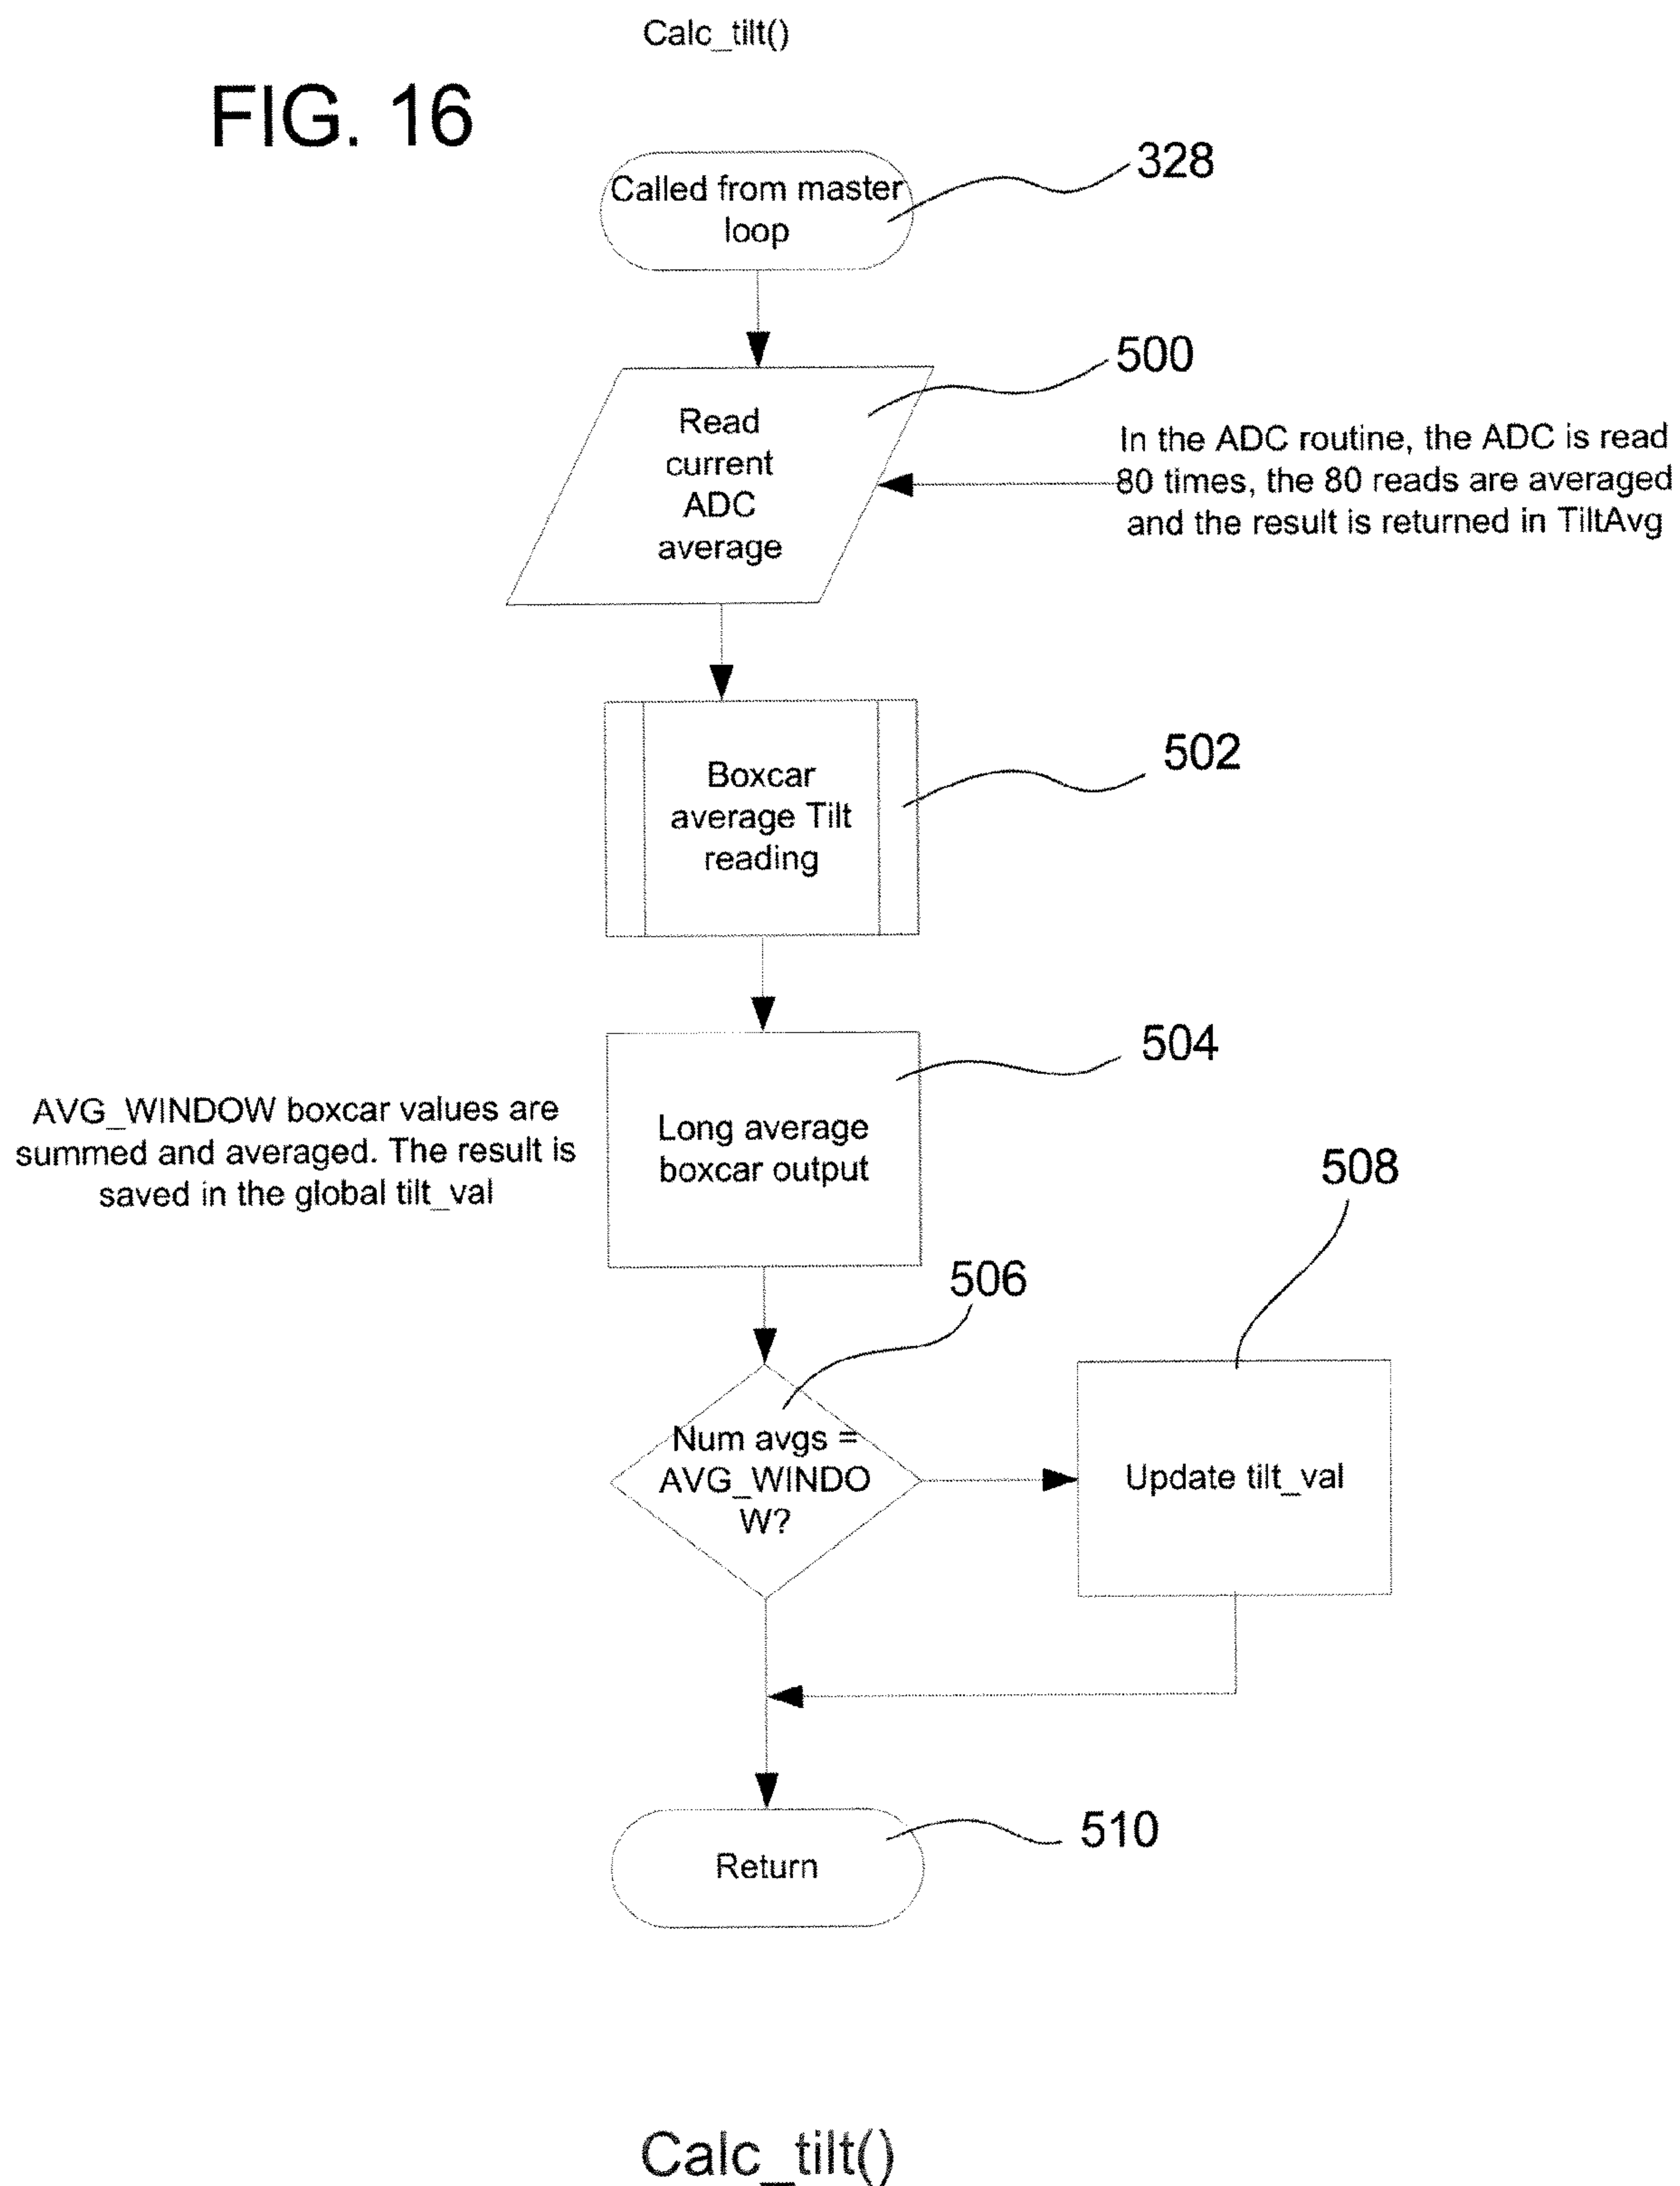 Calc_tilt()
FIG. 16
Called from master
loop
328
500
Read
current
ADC
average
In the ADC routine, the ADC is read
80 times, the 80 reads are averaged
and the result is returned in TiltAvg
502
Boxcar
average Tilt
reading
504
Long average
boxcar output
AVG_WINDOW boxcar values are
summed and averaged. The result is
saved in the global tilt_val
508
506
Num avgs =
AVG_WINDO
W?
Update tilt_val
510
Return
Calc_tilt()